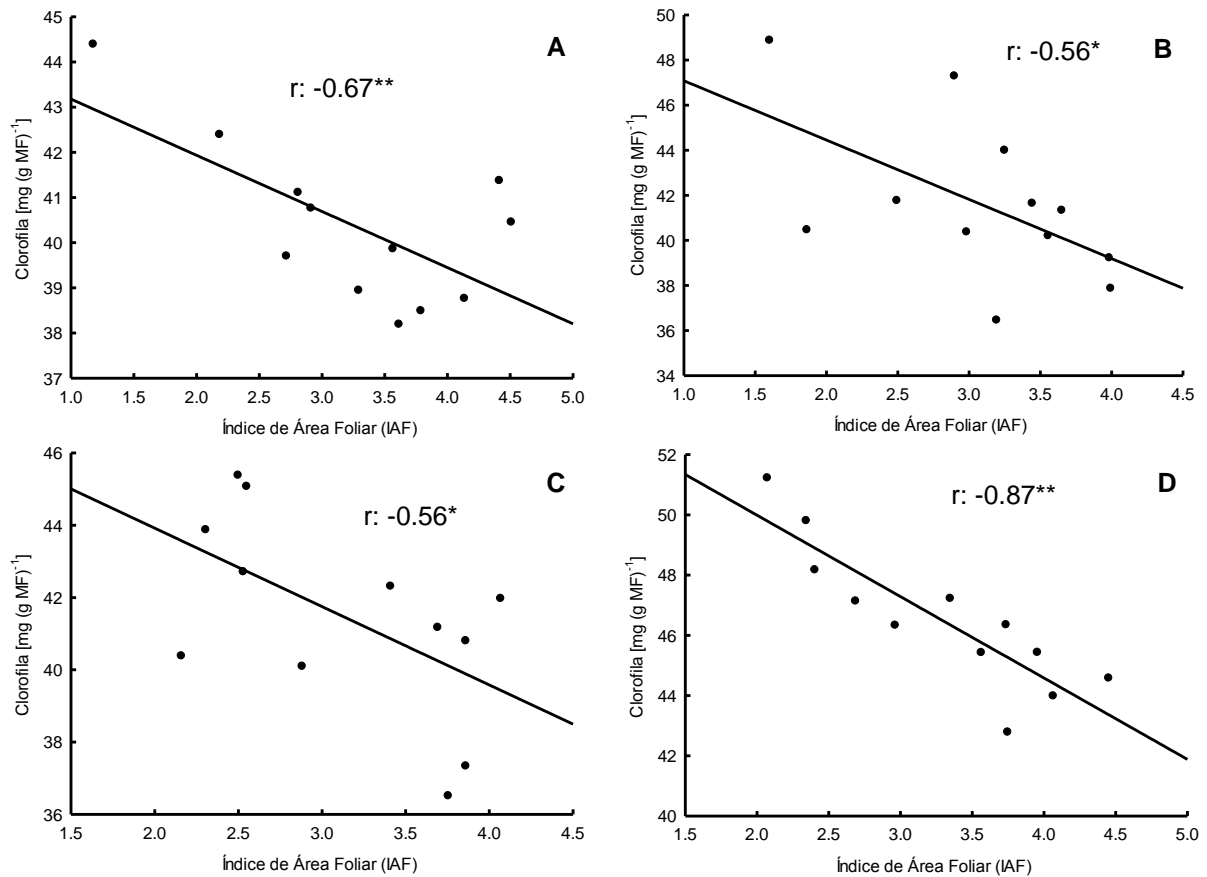 A
r: -0.67**
Clorofila [mg (g MF)⁻¹]
45
44
43
42
41
40
39
38
37
1.0 1.5 2.0 2.5 3.0 3.5 4.0 4.5 5.0
Índice de Área Foliar (IAF)
B
r: -0.56*
Clorofila [mg (g MF)⁻¹]
50
48
46
44
42
40
38
36
34
1.0 1.5 2.0 2.5 3.0 3.5 4.0 4.5
Índice de Área Foliar (IAF)
C
r: -0.56*
Clorofila [mg (g MF)⁻¹]
46
44
42
40
38
36
1.5 2.0 2.5 3.0 3.5 4.0 4.5
Índice de Área Foliar (IAF)
D
r: -0.87**
Clorofila [mg (g MF)⁻¹]
52
50
48
46
44
42
40
1.5 2.0 2.5 3.0 3.5 4.0 4.5 5.0
Índice de Área Foliar (IAF)